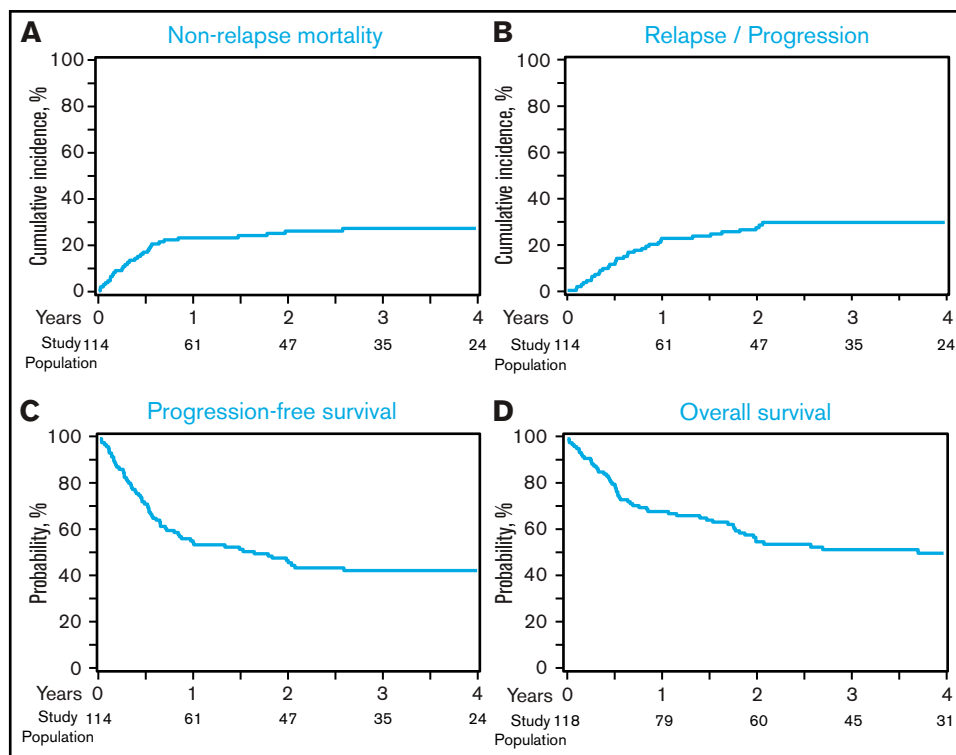 A Non-relapse mortality
Cumulative incidence, %
100
80
60
40
20
0
Years 0 1 2 3 4
Study 114 61 47 35 24
Population
B Relapse / Progression
Cumulative incidence, %
100
80
60
40
20
0
0 1 2 3 4
114 61 47 35 24
C Progression-free survival
Probability, %
100
80
60
40
20
0
Years 0 1 2 3 4
Study 114 61 47 35 24
Population
D Overall survival
Probability, %
100
80
60
40
20
0
Years 0 1 2 3 4
Study 118 79 60 45 31
Population